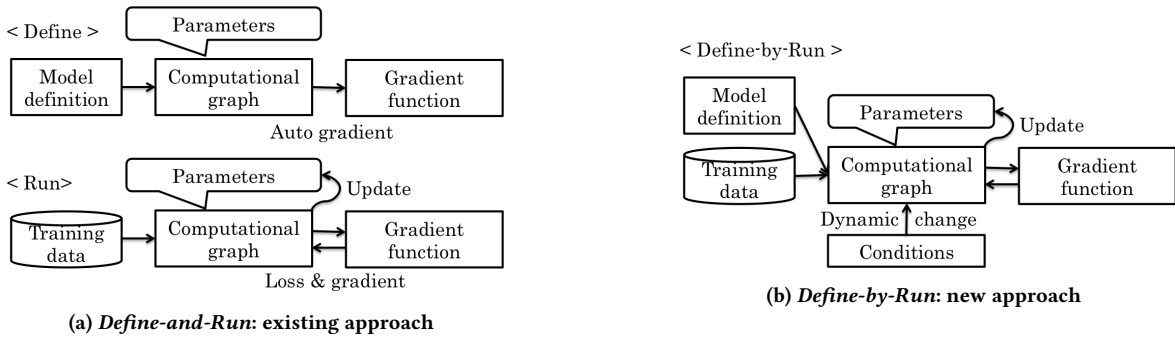 < Define >
Parameters
Model
definition
Computational
graph
Gradient
function
Auto gradient
< Run>
Parameters
Update
Training
data
Computational
graph
Gradient
function
Loss & gradient
(a) Define-and-Run: existing approach
< Define-by-Run >
Model
definition
Parameters
Update
Training
data
Computational
graph
Gradient
function
Dynamic change
Conditions
(b) Define-by-Run: new approach